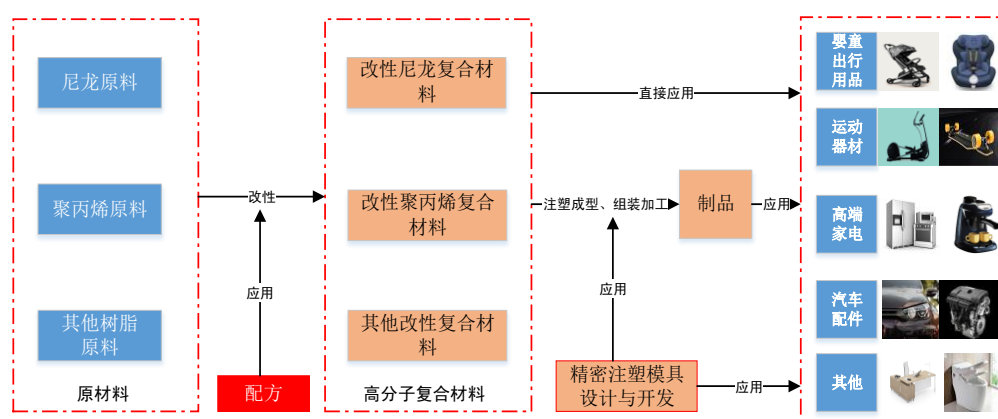 尼龙原料
聚丙烯原料
其他树脂
原料
原材料
改性
应用
配方
改性尼龙复合材
料
改性聚丙烯复合
材料
其他改性复合材
料
高分子复合材料
直接应用
注塑成型、组装加工
制品
应用
应用
精密注塑模具
设计与开发
应用
婴童
出行
用品
运动
器材
高端
家电
汽车
配件
其他